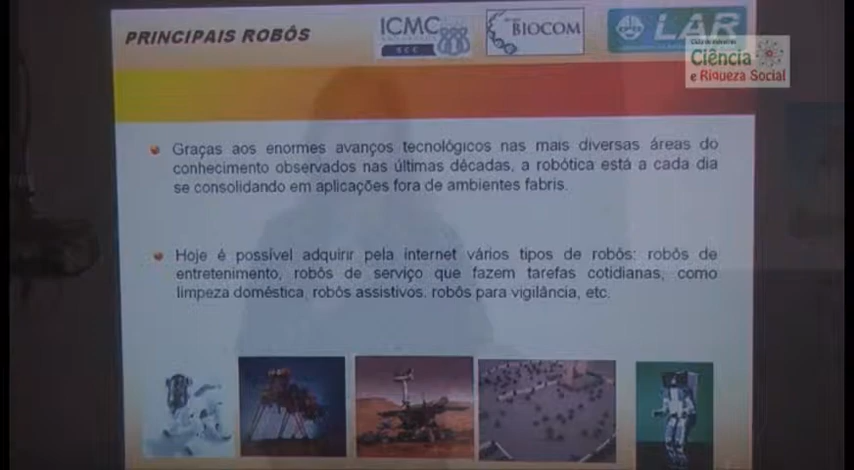 PRINCIPAIS ROBÔS
ICMC
SCC
BIOCOM
LAR
Ciência
e Riqueza Social
Graças aos enormes avanços tecnológicos nas mais diversas áreas do
conhecimento observados nas últimas décadas, a robótica está a cada dia
se consolidando em aplicações fora de ambientes fabris.
Hoje é possível adquirir pela internet vários tipos de robôs: robôs de
entretenimento, robôs de serviço que fazem tarefas cotidianas, como
limpeza doméstica, robôs assistivos, robôs para vigilância, etc.